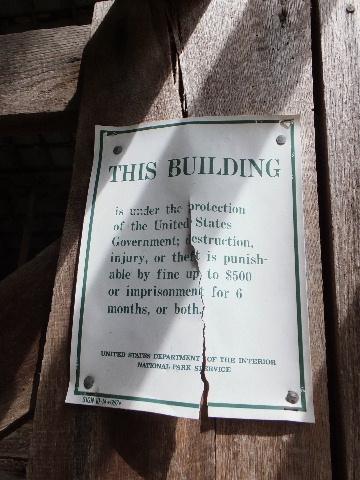 THIS BUILDING
is under the protection
of the United States
Government; destruction,
injury, or theft is punish-
able by fine up to $500
or imprisonment for 6
months, or both.
UNITED STATES DEPARTMENT OF THE INTERIOR
NATIONAL PARK SERVICE